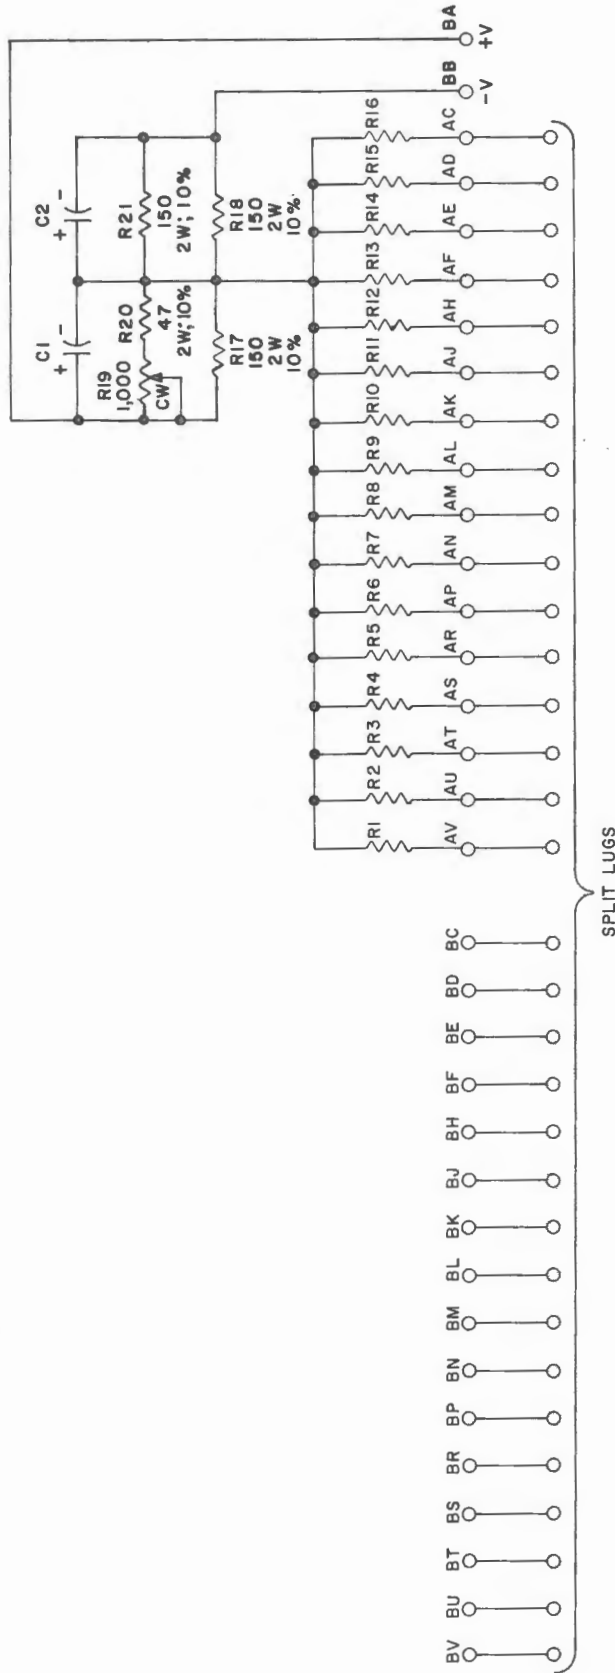 BA
+V
BB
-V
C2
+ -
R21
150
2W; 10%
R18
150
2W
10%
C1
+ -
R19
1,000
CW
R20
47
2W;10%
R17
150
2W
10%
R16
R15
R14
R13
R12
R11
R10
R9
R8
R7
R6
R5
R4
R3
R2
R1
AC
AD
AE
AF
AH
AJ
AK
AL
AM
AN
AP
AR
AS
AT
AU
AV
BC
BD
BE
BF
BH
BJ
BK
BL
BM
BN
BP
BR
BS
BT
BU
BV
SPLIT LUGS